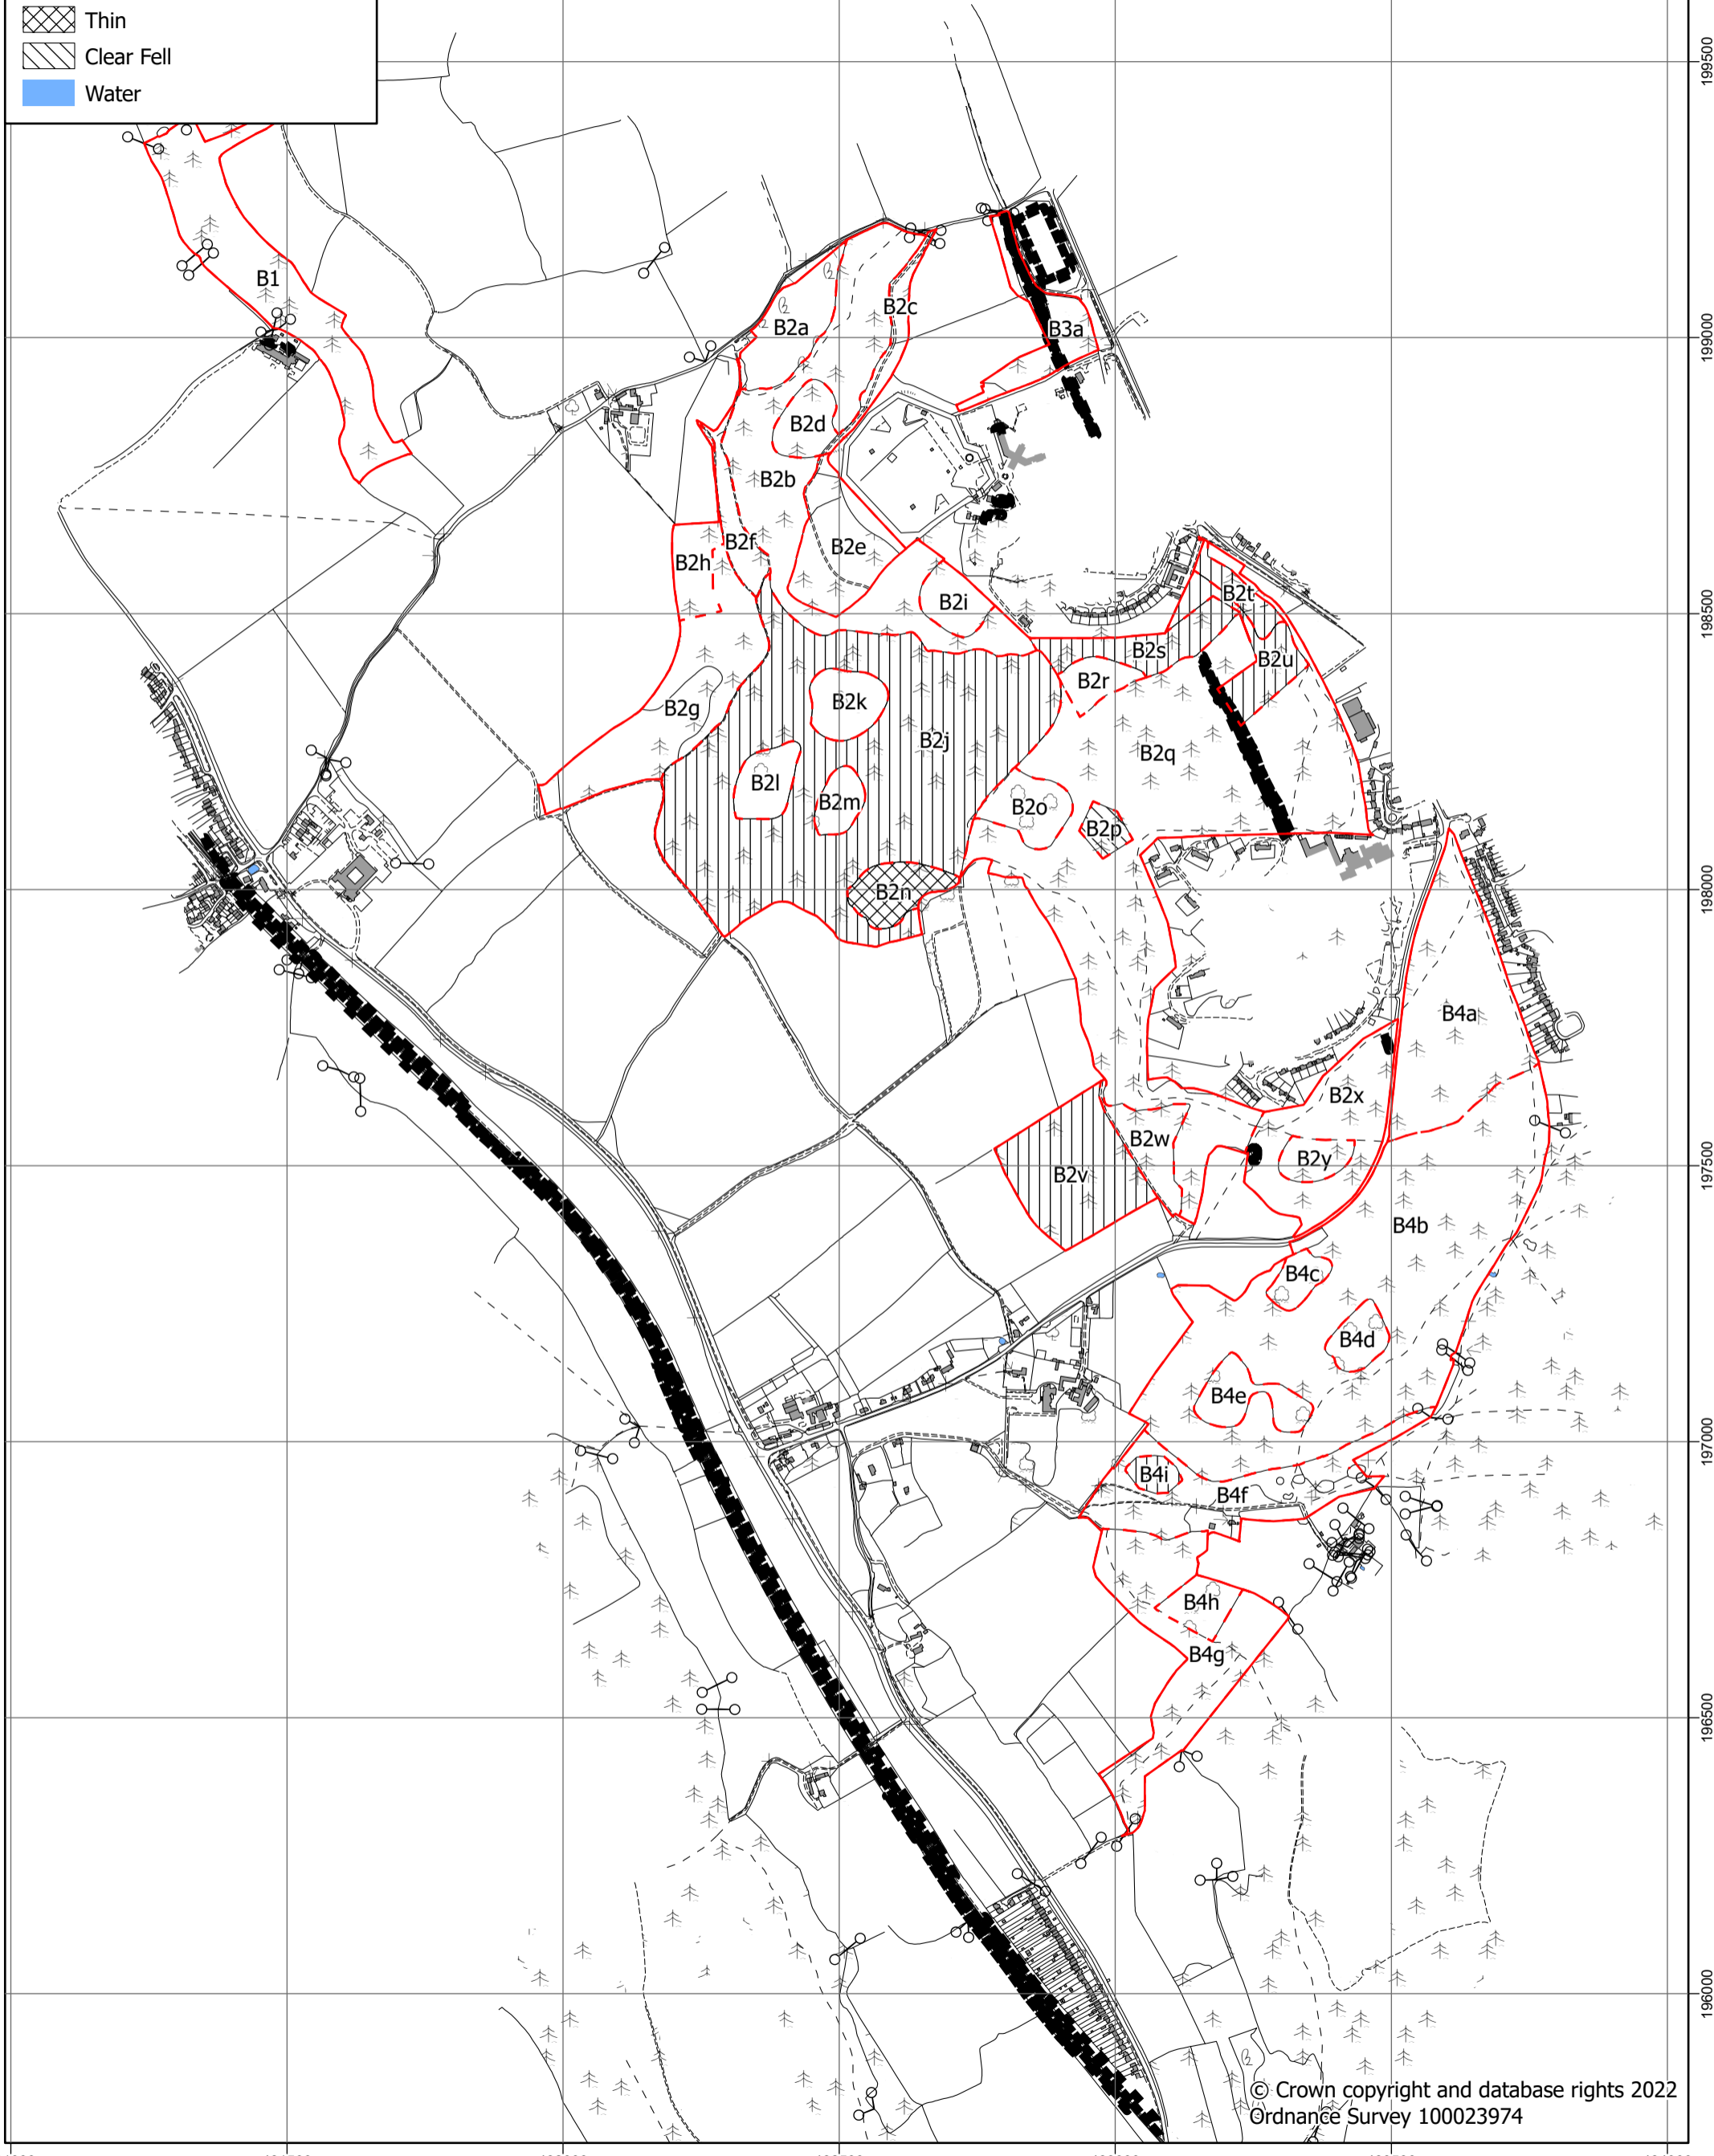 Thin
Clear Fell
Water
199500
B1
B2a
B2c
B3a
199000
B2d
B2b
B2f
B2e
B2h
B2i
B2t
198500
B2s
B2u
B2r
B2g
B2k
B2j
B2q
B2l
B2m
B2o
B2p
B2n
198000
B4a
B2x
B2w
B2y
B2v
197500
B4b
B4c
B4d
B4e
197000
B4i
B4f
B4h
B4g
196500
196000
© Crown copyright and database rights 2022
Ordnance Survey 100023974